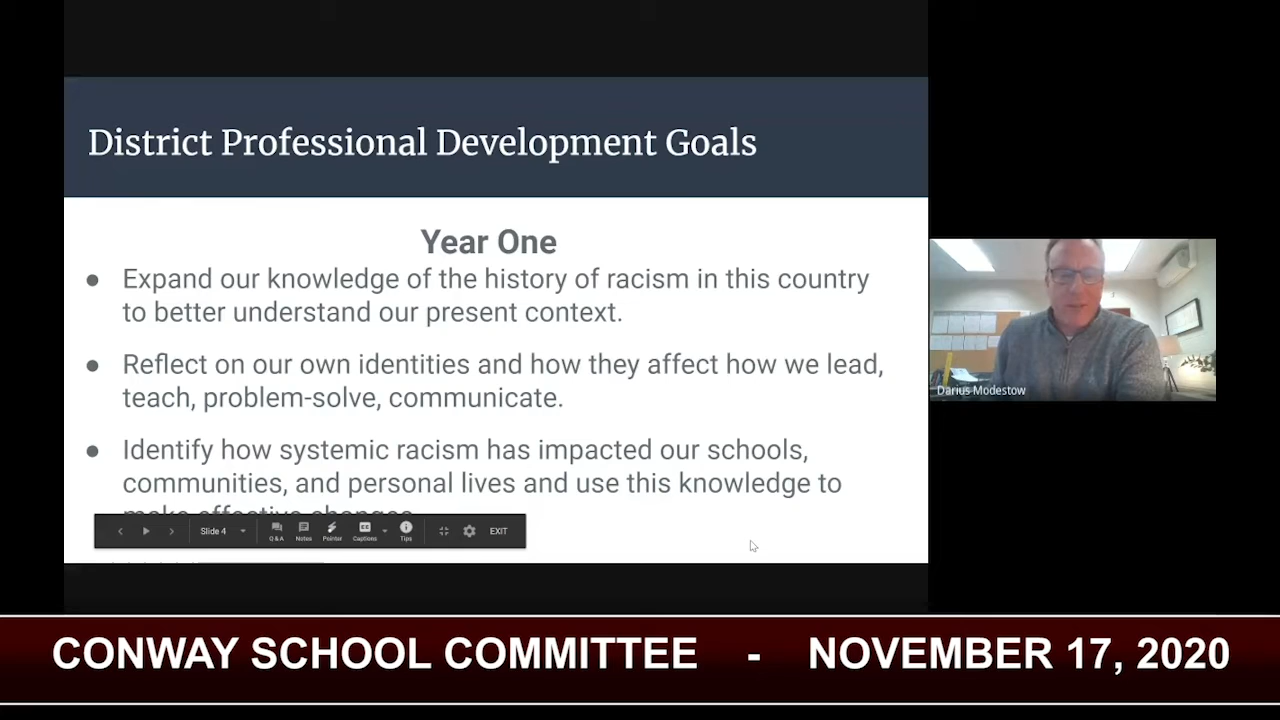 District Professional Development Goals
Year One
● Expand our knowledge of the history of racism in this country
to better understand our present context.
● Reflect on our own identities and how they affect how we lead,
teach, problem-solve, communicate.
● Identify how systemic racism has impacted our schools,
communities, and personal lives and use this knowledge to
make effective changes.
Slide 4
Q & A
Notes
Pointer
Captions
Tips
EXIT
Darius Modestow
CONWAY SCHOOL COMMITTEE - NOVEMBER 17, 2020